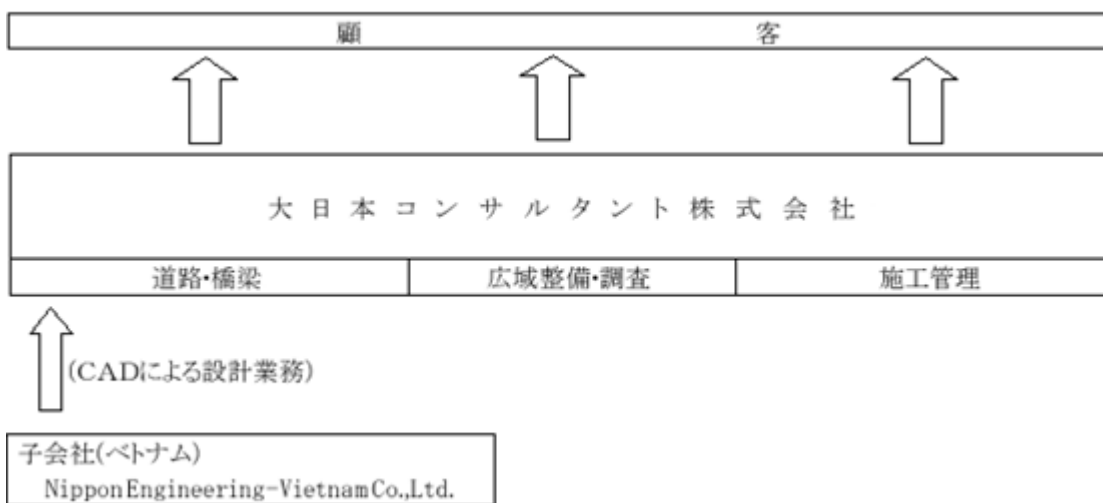 顧 客
大日本コンサルタント株式会社
道路・橋梁 広域整備・調査 施工管理
(CADによる設計業務)
子会社(ベトナム)
NipponEngineering-VietnamCo.,Ltd.